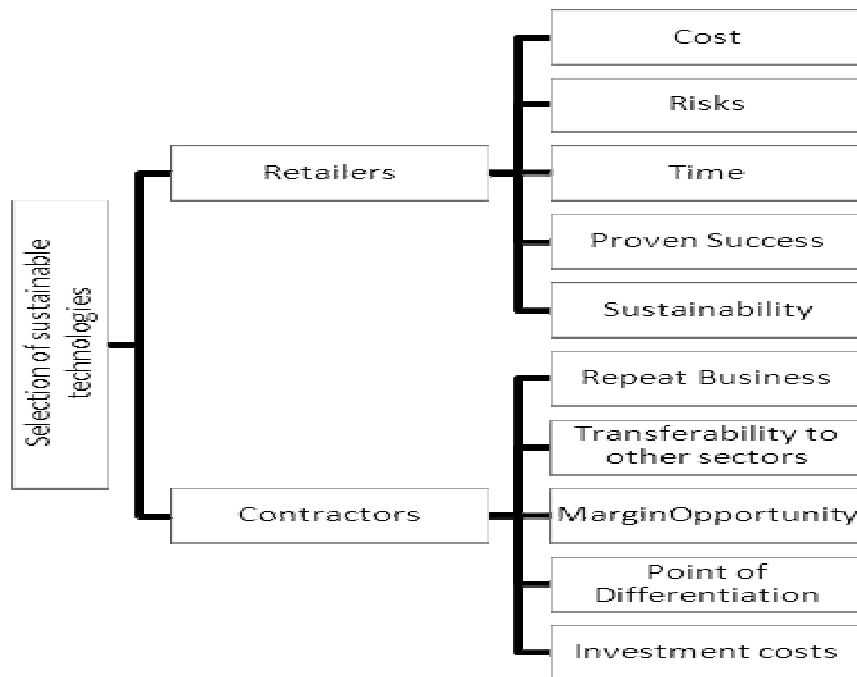 Selection of sustainable
technologies
Retailers
Cost
Risks
Time
Proven Success
Sustainability
Contractors
Repeat Business
Transferability to
other sectors
MarginOpportunity
Point of
Differentiation
Investment costs